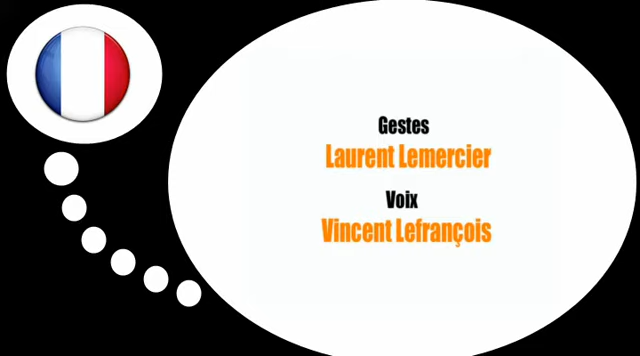 Gestes
Laurent Lemercier
Voix
Vincent Lefrançois